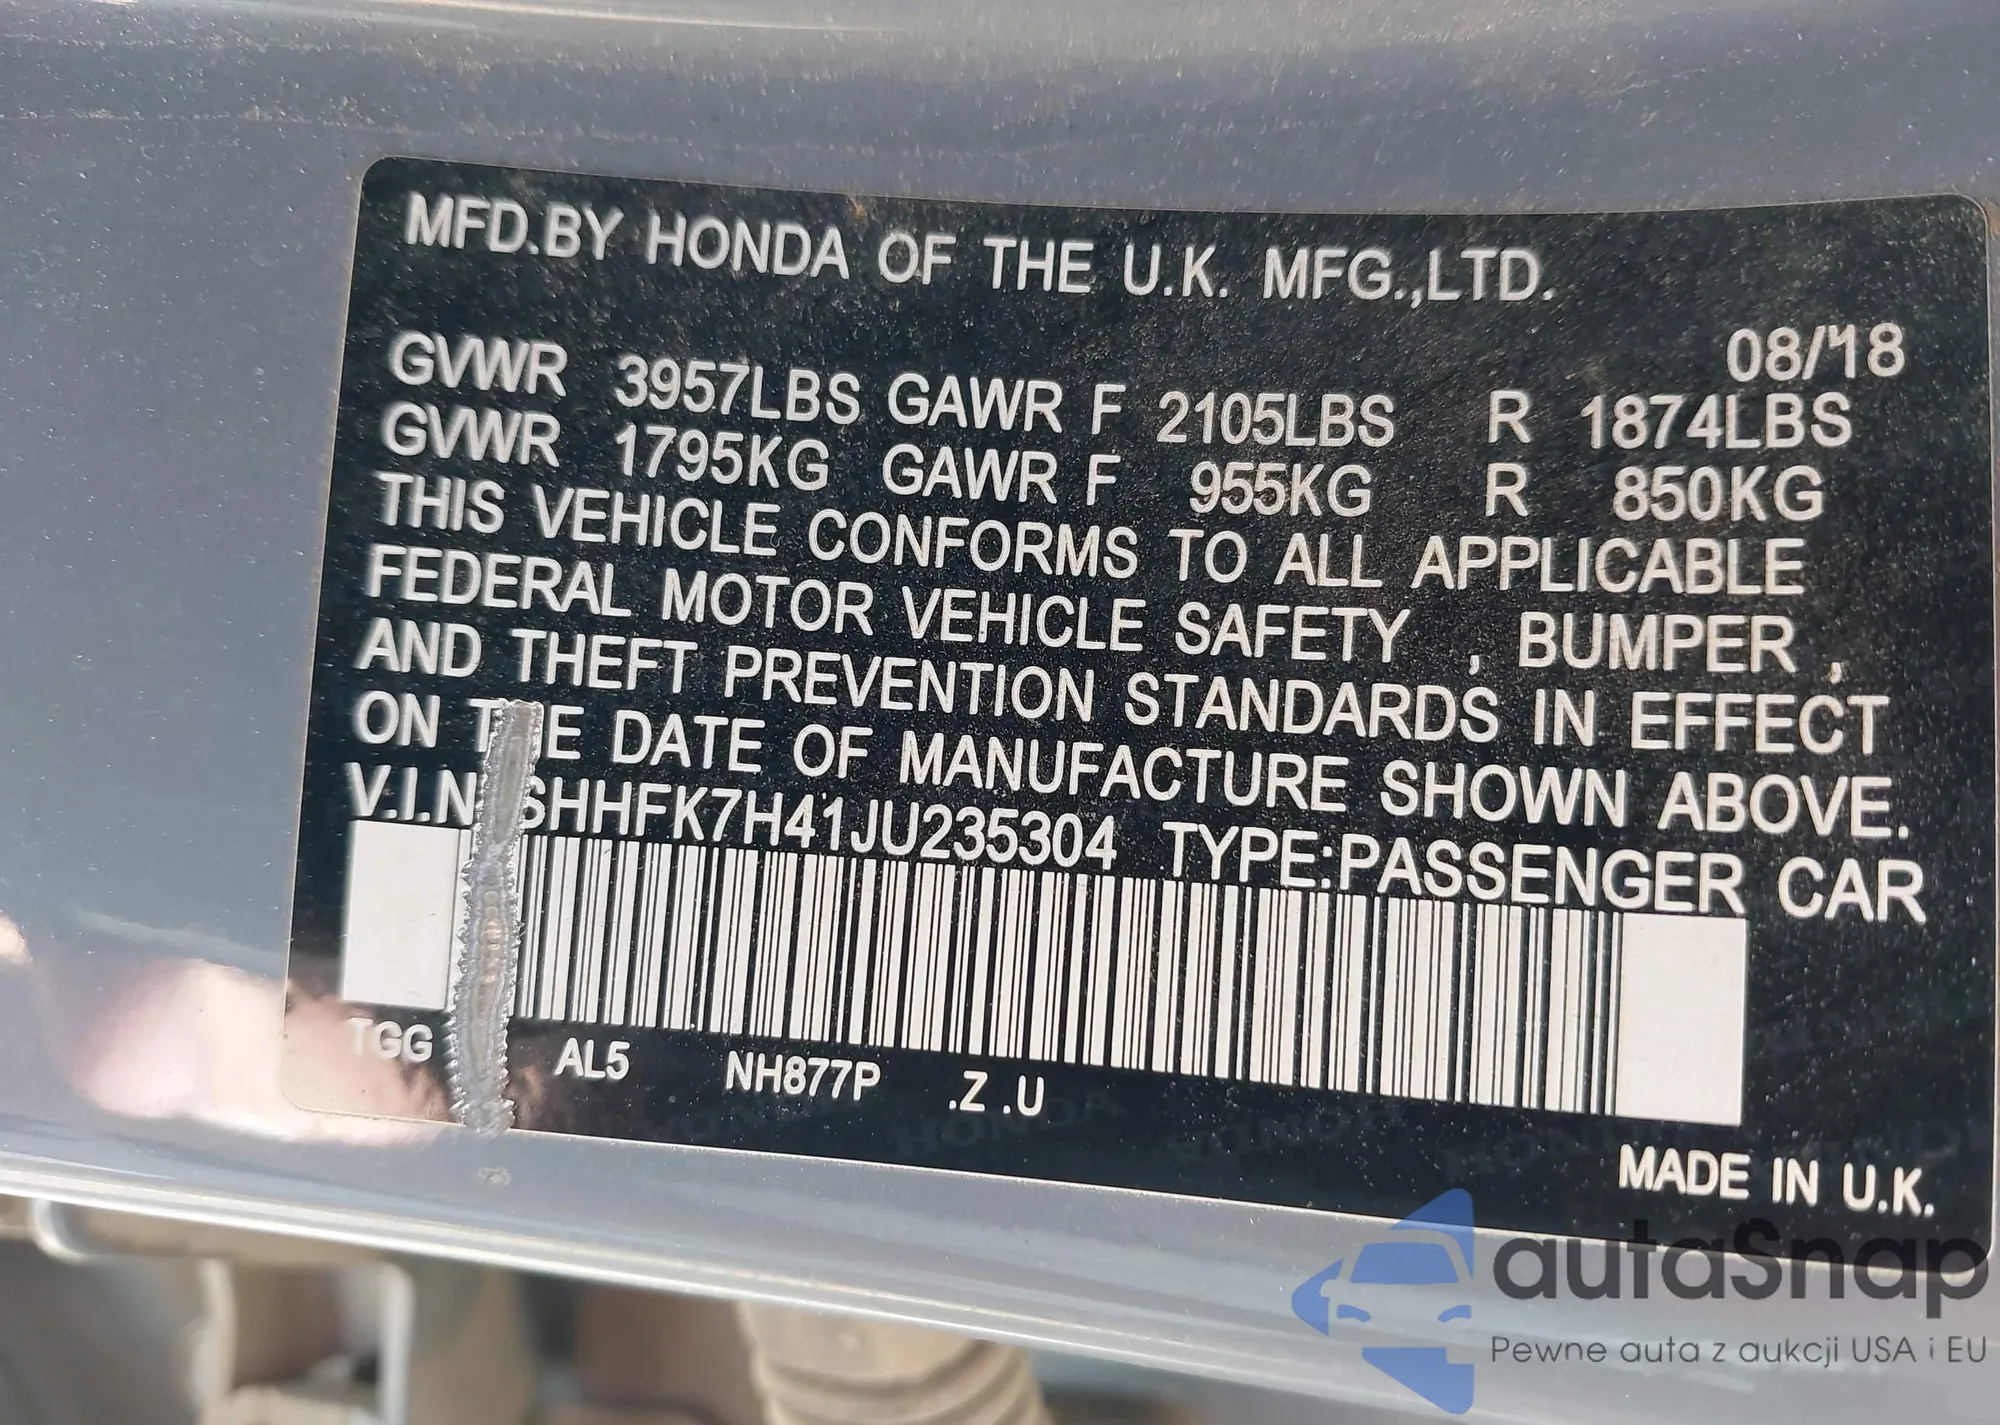 MFD.BY HONDA OF THE U.K. MFG.,LTD.
08/'18
GVWR 3957LBS GAWR F 2105LBS R 1874LBS
GVWR 1795KG GAWR F 955KG R 850KG
THIS VEHICLE CONFORMS TO ALL APPLICABLE
FEDERAL MOTOR VEHICLE SAFETY , BUMPER ,
AND THEFT PREVENTION STANDARDS IN EFFECT
ON THE DATE OF MANUFACTURE SHOWN ABOVE.
V.I.N. SHHFK7H41JU235304 TYPE:PASSENGER CAR
TGG AL5 NH877P .Z .U
MADE IN U.K.
autaSnap
Pewne auta z aukcji USA i EU